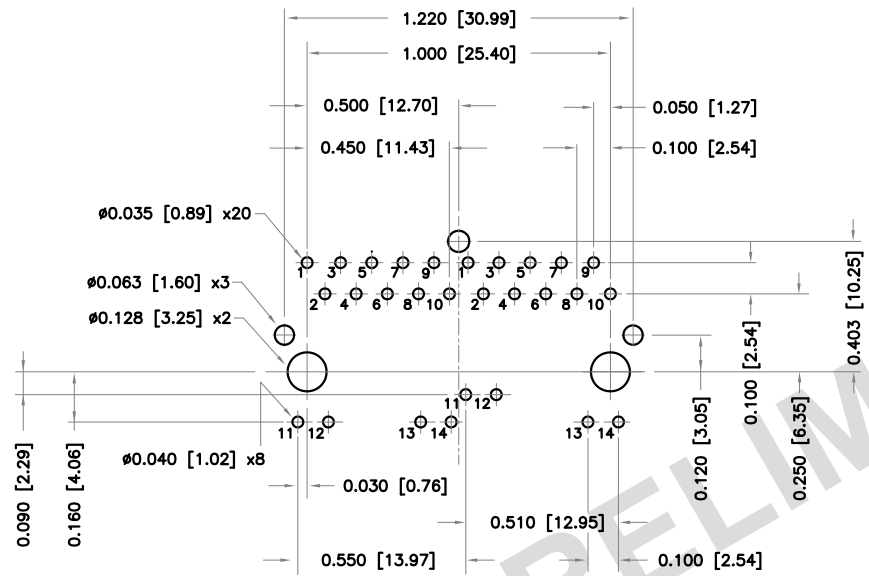 1.220 [30.99]
1.000 [25.40]
0.500 [12.70]
0.050 [1.27]
0.450 [11.43]
0.100 [2.54]
ø0.035 [0.89] x20
1 3 5 7 9 1 3 5 7 9
ø0.063 [1.60] x3
2 4 6 8 10 2 4 6 8 10
ø0.128 [3.25] x2
0.403 [10.25]
0.100 [2.54]
0.120 [3.05]
0.250 [6.35]
11 12
11 12 13 14 13 14
ø0.040 [1.02] x8
0.090 [2.29]
0.160 [4.06]
0.030 [0.76]
0.510 [12.95]
0.550 [13.97]
0.100 [2.54]
RELIM